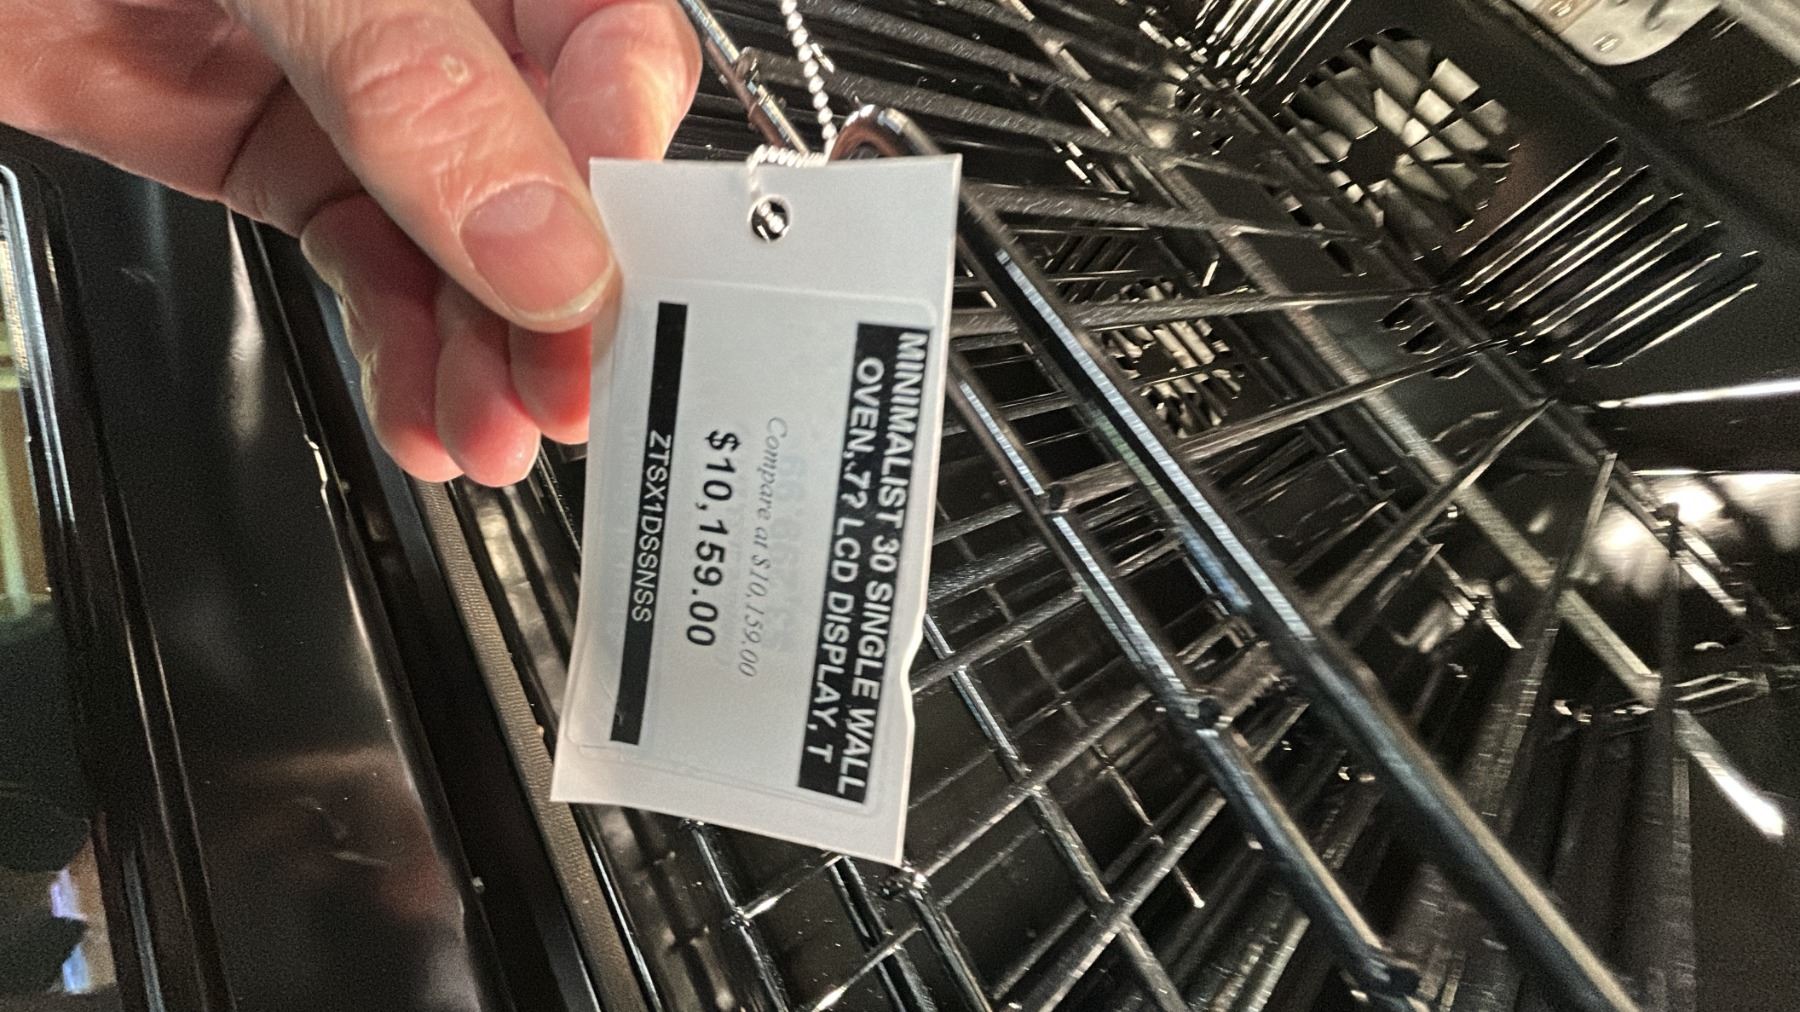 MINIMALIST 30 SINGLE WALL
OVEN,7? LCD DISPLAY, T
Compare at $10,159.00
$10,159.00
ZTSX1DSSNSS